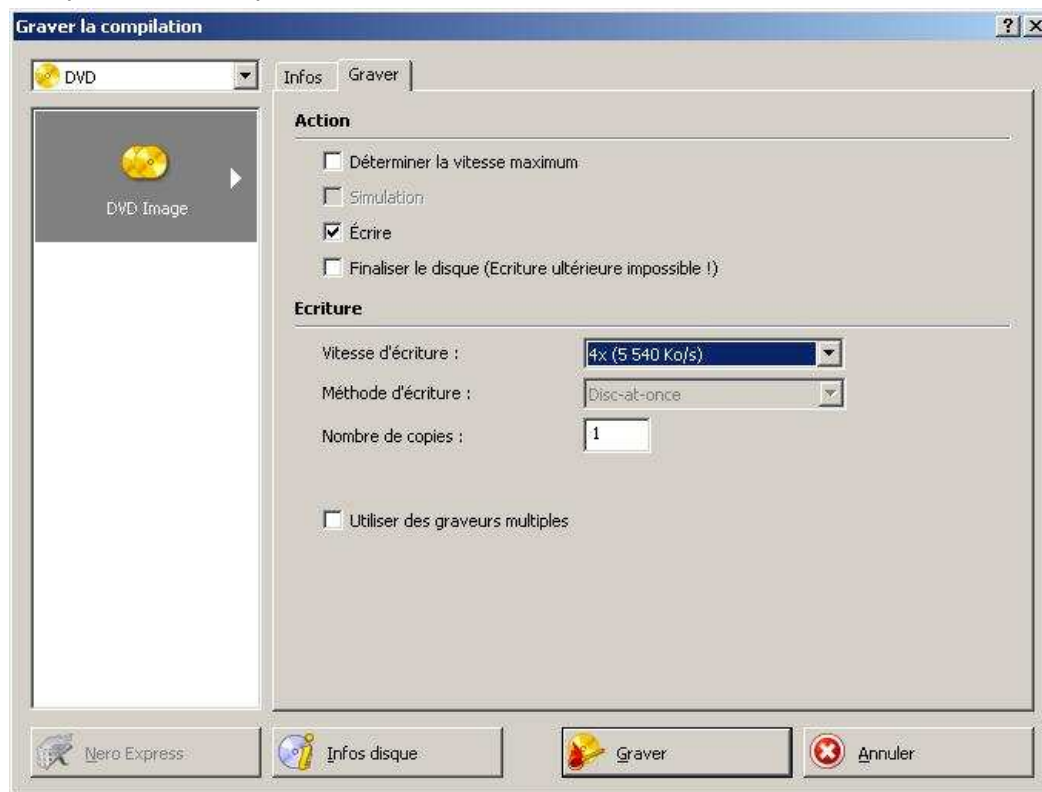 Graver la compilation
DVD
Infos
Graver
DVD Image
Action
Déterminer la vitesse maximum
Simulation
Écrire
Finaliser le disque (Ecriture ultérieure impossible !)
Ecriture
Vitesse d'écriture : 4x (5 540 Ko/s)
Méthode d'écriture : Disc-at-once
Nombre de copies : 1
Utiliser des graveurs multiples
Nero Express
Infos disque
Graver
Annuler